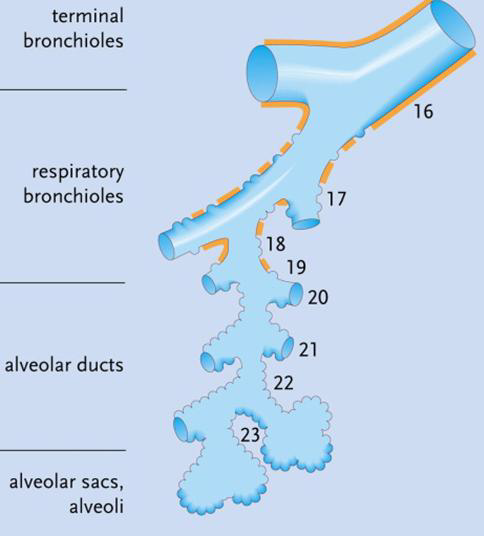 terminal
bronchioles
16
respiratory
bronchioles
17
18
19
20
21
alveolar ducts
22
23
alveolar sacs,
alveoli